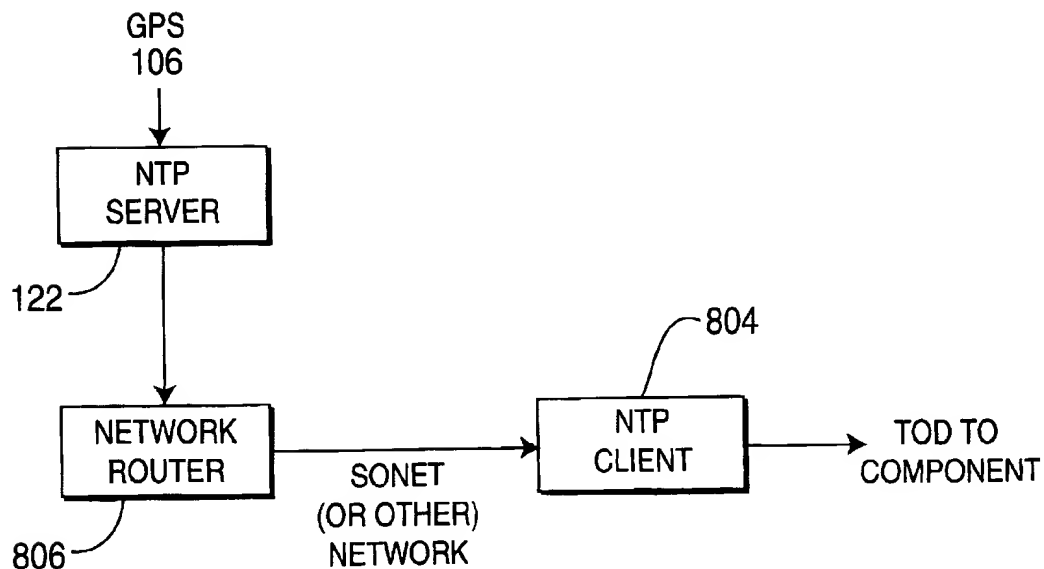 GPS
106
NTP
SERVER
122
804
NETWORK
ROUTER
SONET
(OR OTHER)
NETWORK
NTP
CLIENT
TOD TO
COMPONENT
806